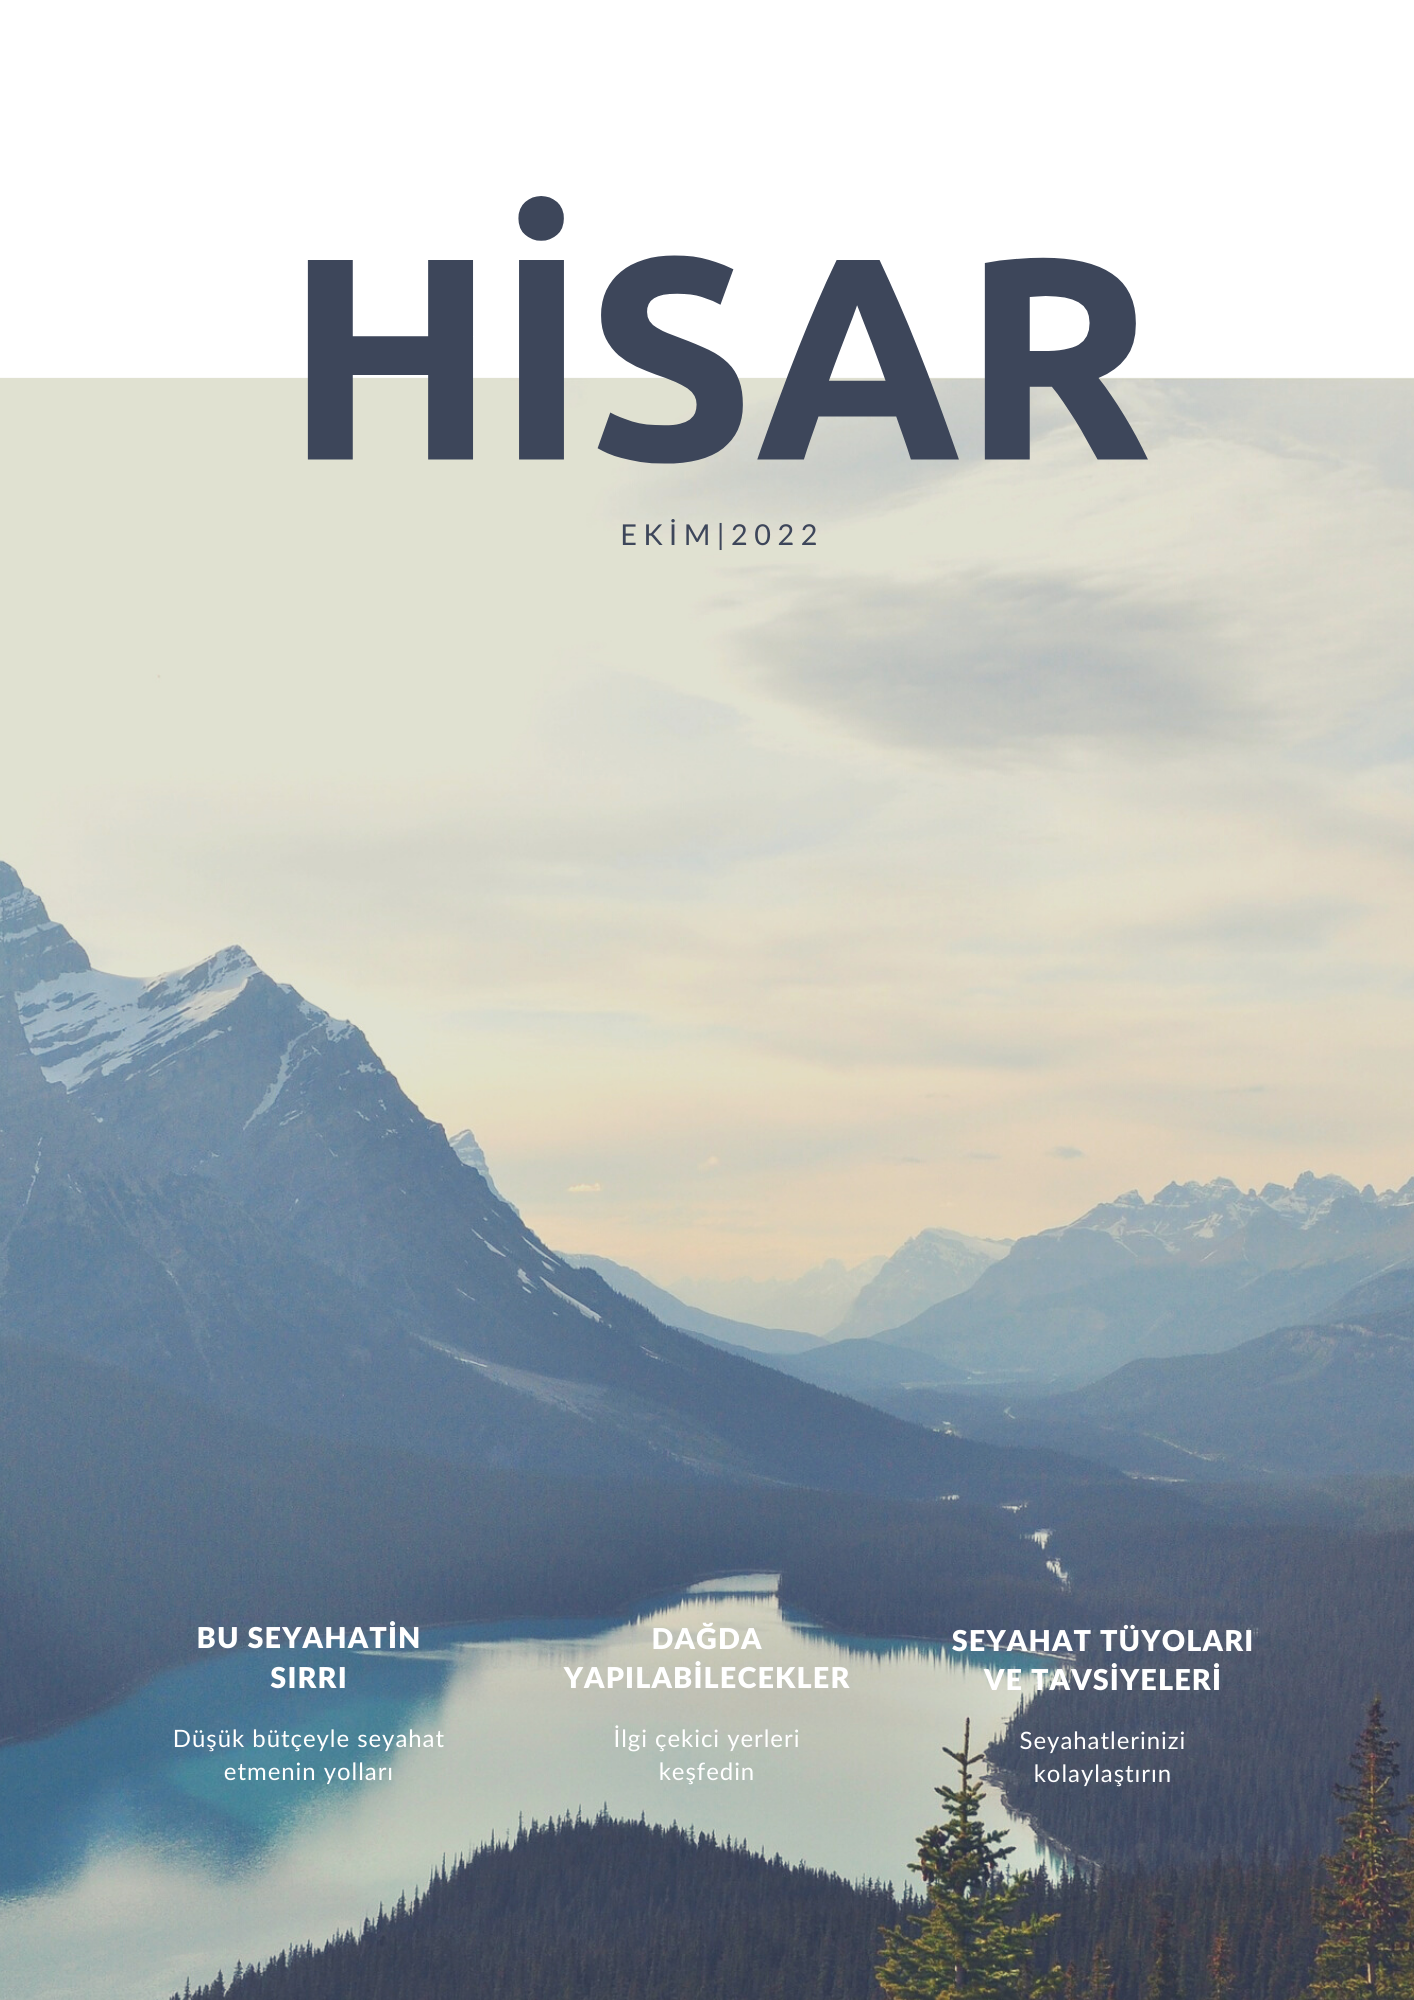 HİSAR
EKİM|2022
BU SEYAHATİN
SIRRI
Düşük bütçeyle seyahat
etmenin yolları
DAĞDA
YAPILABİLECEKLER
İlgi çekici yerleri
keşfedin
SEYAHAT TÜYOLARI
VE TAVSİYELERİ
Seyahatlerinizi
kolaylaştırın